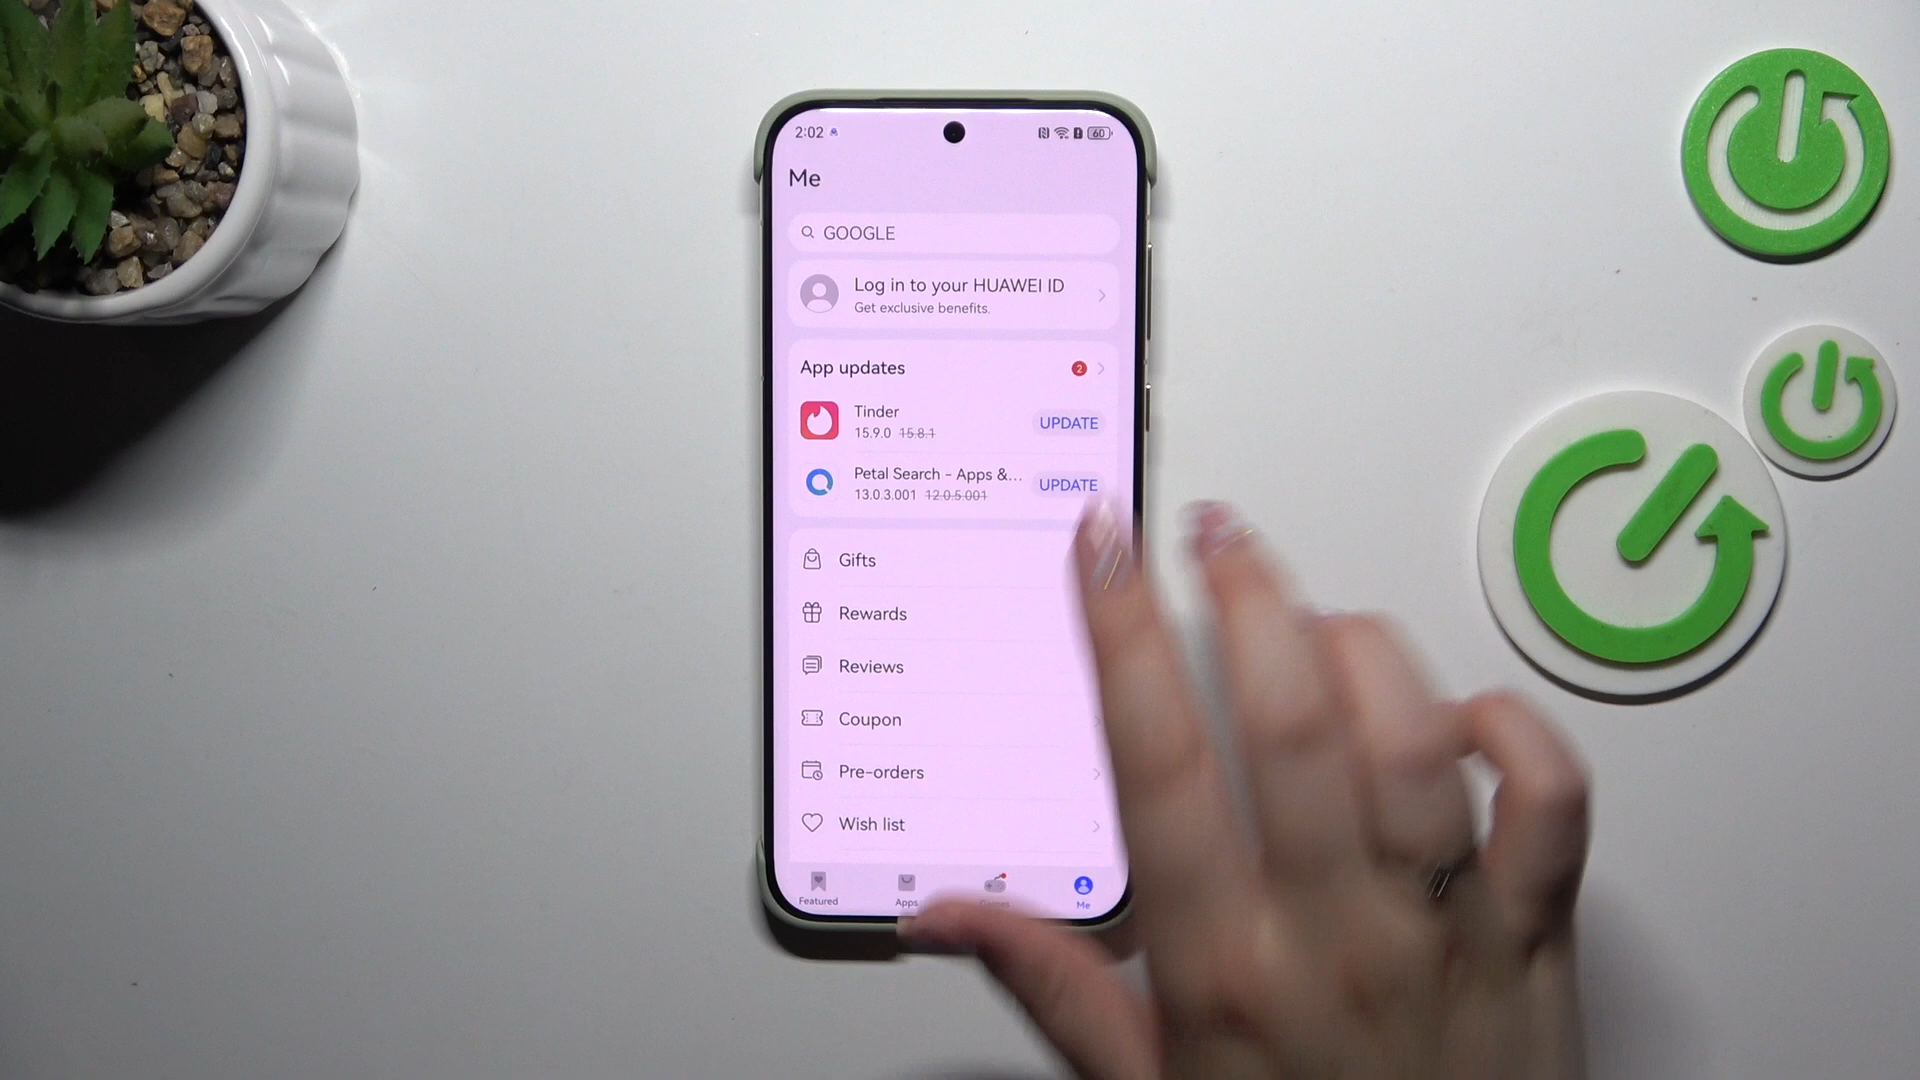 2:02
60
Me
GOOGLE
Log in to your HUAWEI ID
Get exclusive benefits.
App updates
2
Tinder
15.9.0 15.8.1
UPDATE
Petal Search - Apps &...
13.0.3.001 12.0.5.001
UPDATE
Gifts
Rewards
Reviews
Coupon
Pre-orders
Wish list
Featured
Apps
Games
Me